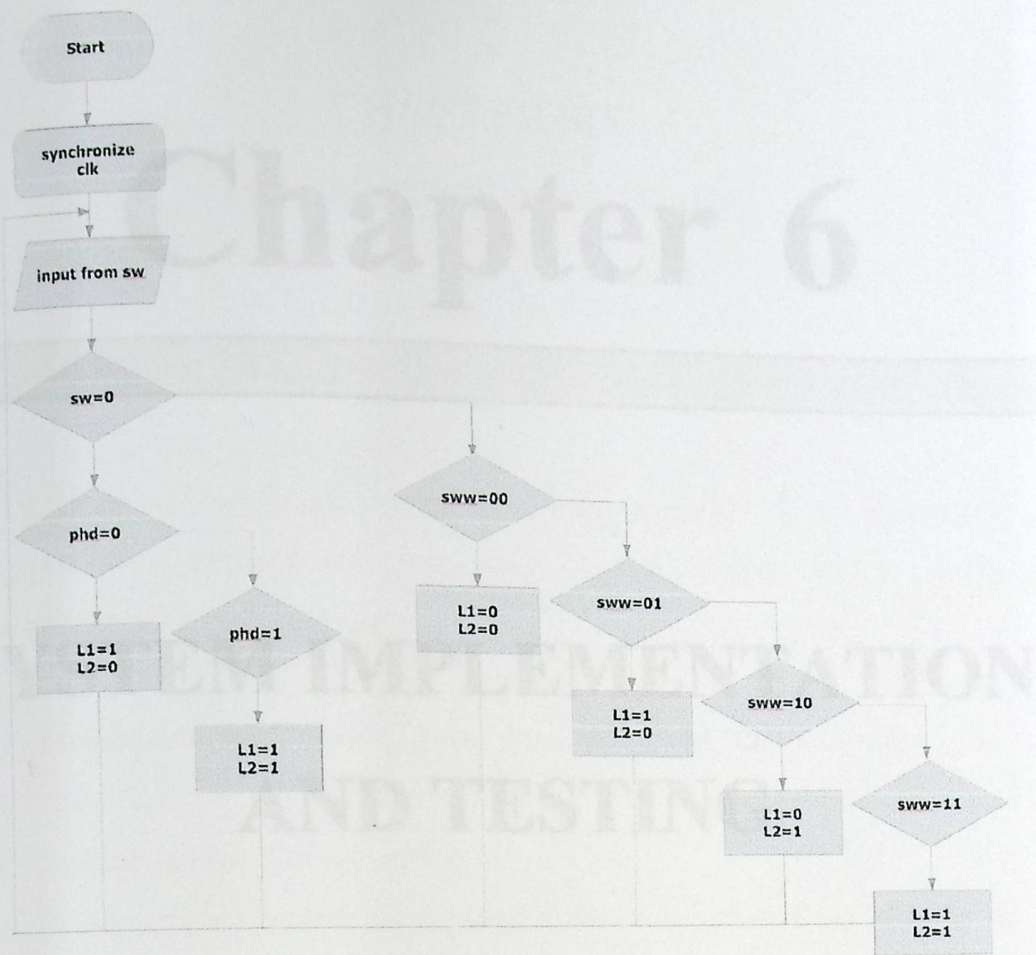 Start
synchronize
clk
Chapter 6
input from sw
sw=0
sww=00
phd=0
sww=01
L1=0
L2=0
phd=1
L1=1
L2=0
SYSTEM IMPLEMENTATION
sww=10
L1=1
L2=0
L1=1
L2=1
AND TESTING
sww=11
L1=0
L2=1
L1=1
L2=1